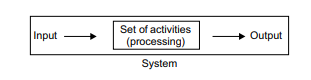 Input
Set of activities
(processing)
Output
System